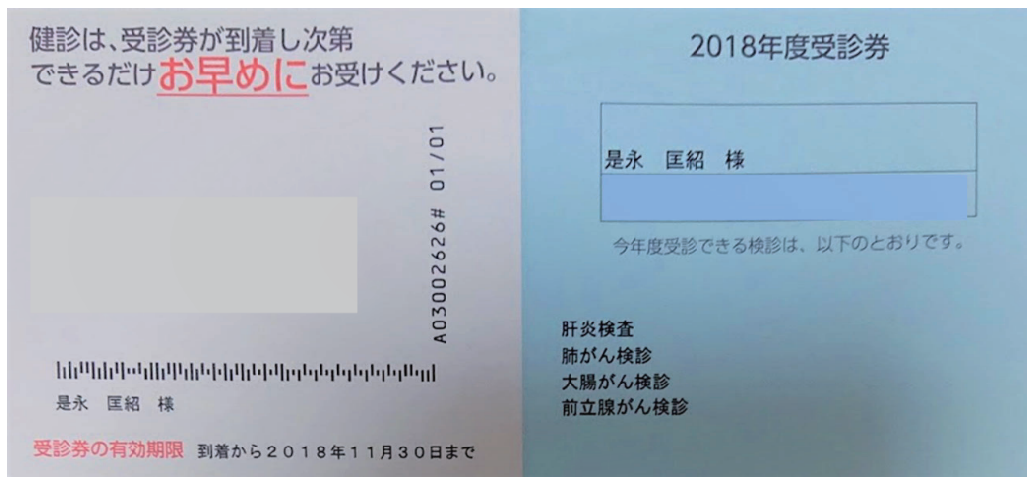 健診は、受診券が到着し次第
できるだけお早めにお受けください。
A03002626# 01/01
是永 匡紹 様
受診券の有効期限 到着から2018年11月30日まで
2018年度受診券
是永 匡紹 様
今年度受診できる検診は、以下のとおりです。
肝炎検査
肺がん検診
大腸がん検診
前立腺がん検診